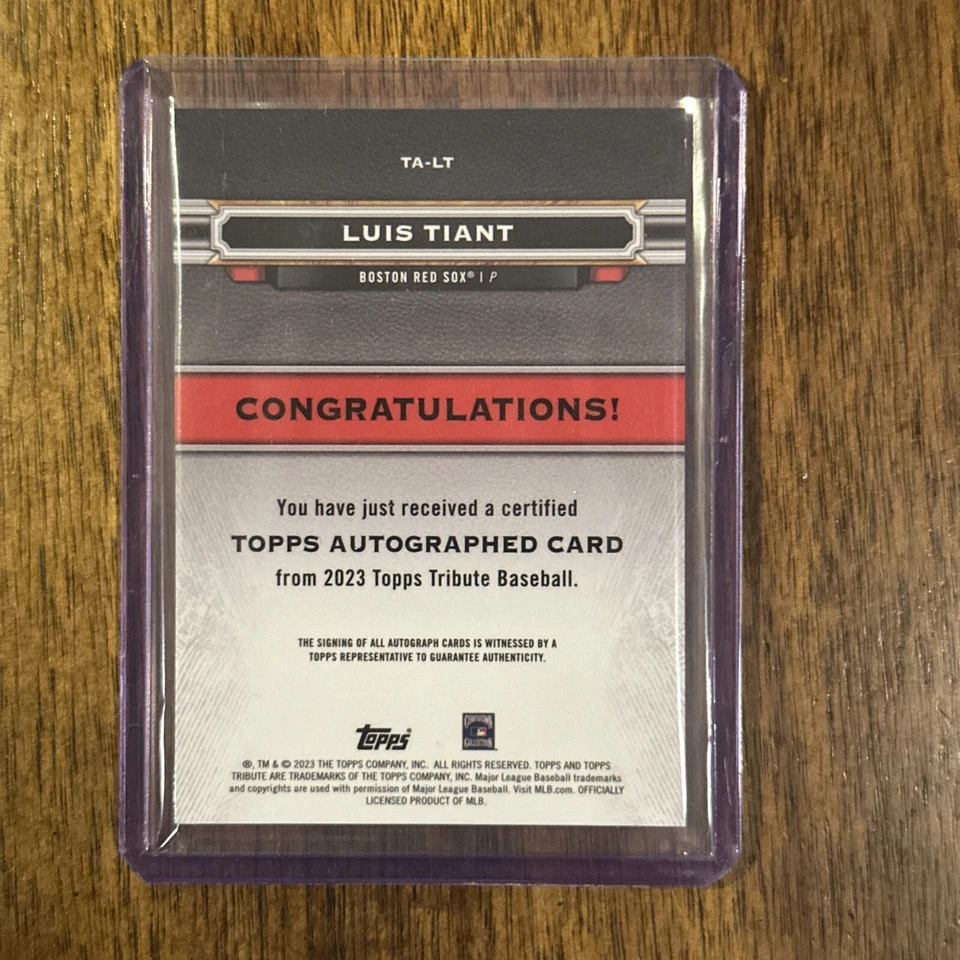 TA-LT
LUIS TIANT
BOSTON RED SOX® | P
CONGRATULATIONS!
You have just received a certified
TOPPS AUTOGRAPHED CARD
from 2023 Topps Tribute Baseball.
THE SIGNING OF ALL AUTOGRAPH CARDS IS WITNESSED BY A
TOPPS REPRESENTATIVE TO GUARANTEE AUTHENTICITY.
topps®
COOPERSTOWN
COLLECTION
®, TM & © 2023 THE TOPPS COMPANY, INC. ALL RIGHTS RESERVED. TOPPS AND TOPPS
TRIBUTE ARE TRADEMARKS OF THE TOPPS COMPANY, INC. Major League Baseball trademarks
and copyrights are used with permission of Major League Baseball. Visit MLB.com. OFFICIALLY
LICENSED PRODUCT OF MLB.